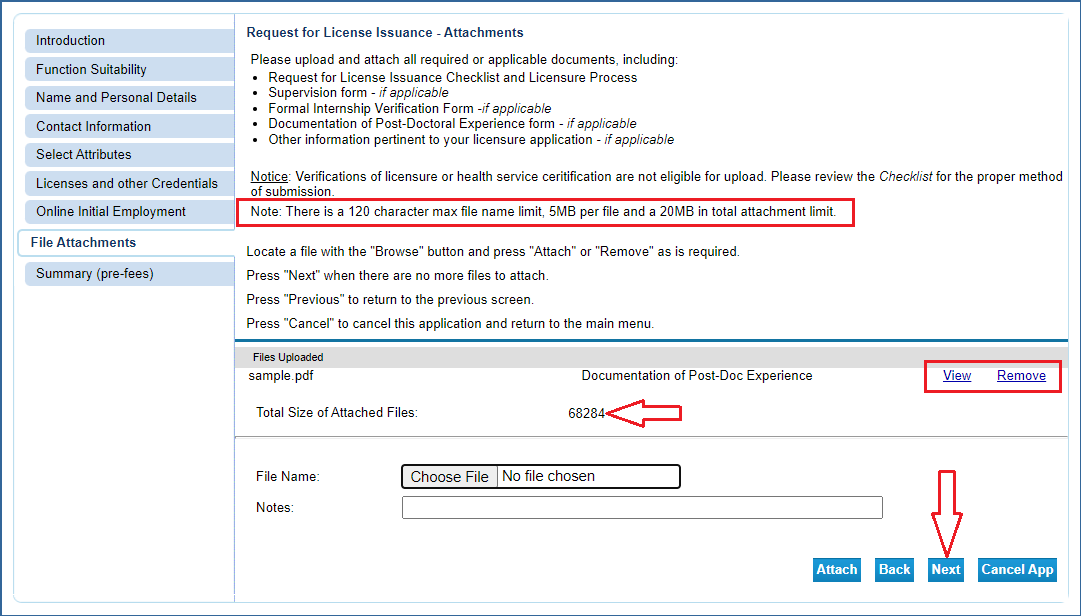 Introduction
Function Suitability
Name and Personal Details
Contact Information
Select Attributes
Licenses and other Credentials
Online Initial Employment
File Attachments
Summary (pre-fees)
Request for License Issuance - Attachments
Please upload and attach all required or applicable documents, including:
• Request for License Issuance Checklist and Licensure Process
• Supervision form - if applicable
• Formal Internship Verification Form -if applicable
• Documentation of Post-Doctoral Experience form - if applicable
• Other information pertinent to your licensure application - if applicable
Notice: Verifications of licensure or health service ceritification are not eligible for upload. Please review the Checklist for the proper method
of submission.
Note: There is a 120 character max file name limit, 5MB per file and a 20MB in total attachment limit.
Locate a file with the "Browse" button and press "Attach" or "Remove" as is required.
Press "Next" when there are no more files to attach.
Press "Previous" to return to the previous screen.
Press "Cancel" to cancel this application and return to the main menu.
Files Uploaded
sample.pdf Documentation of Post-Doc Experience View Remove
Total Size of Attached Files: 68284
File Name: Choose File No file chosen
Notes:
Attach Back Next Cancel App